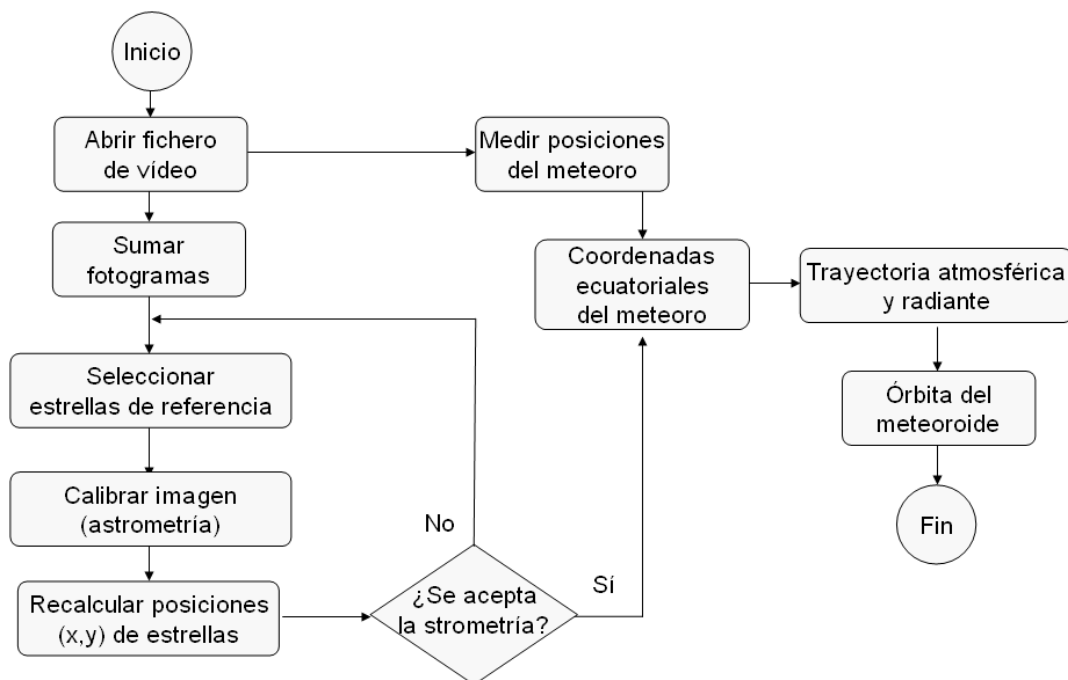 Inicio
Abrir fichero
de vídeo
Medir posiciones
del meteoro
Sumar
fotogramas
Coordenadas
ecuatoriales
del meteoro
Trayectoria atmosférica
y radiante
Seleccionar
estrellas de referencia
Órbita del
meteoroide
Calibrar imagen
(astrometría)
No
Fin
Recalcular posiciones
(x,y) de estrellas
¿Se acepta
la strometría?
Sí